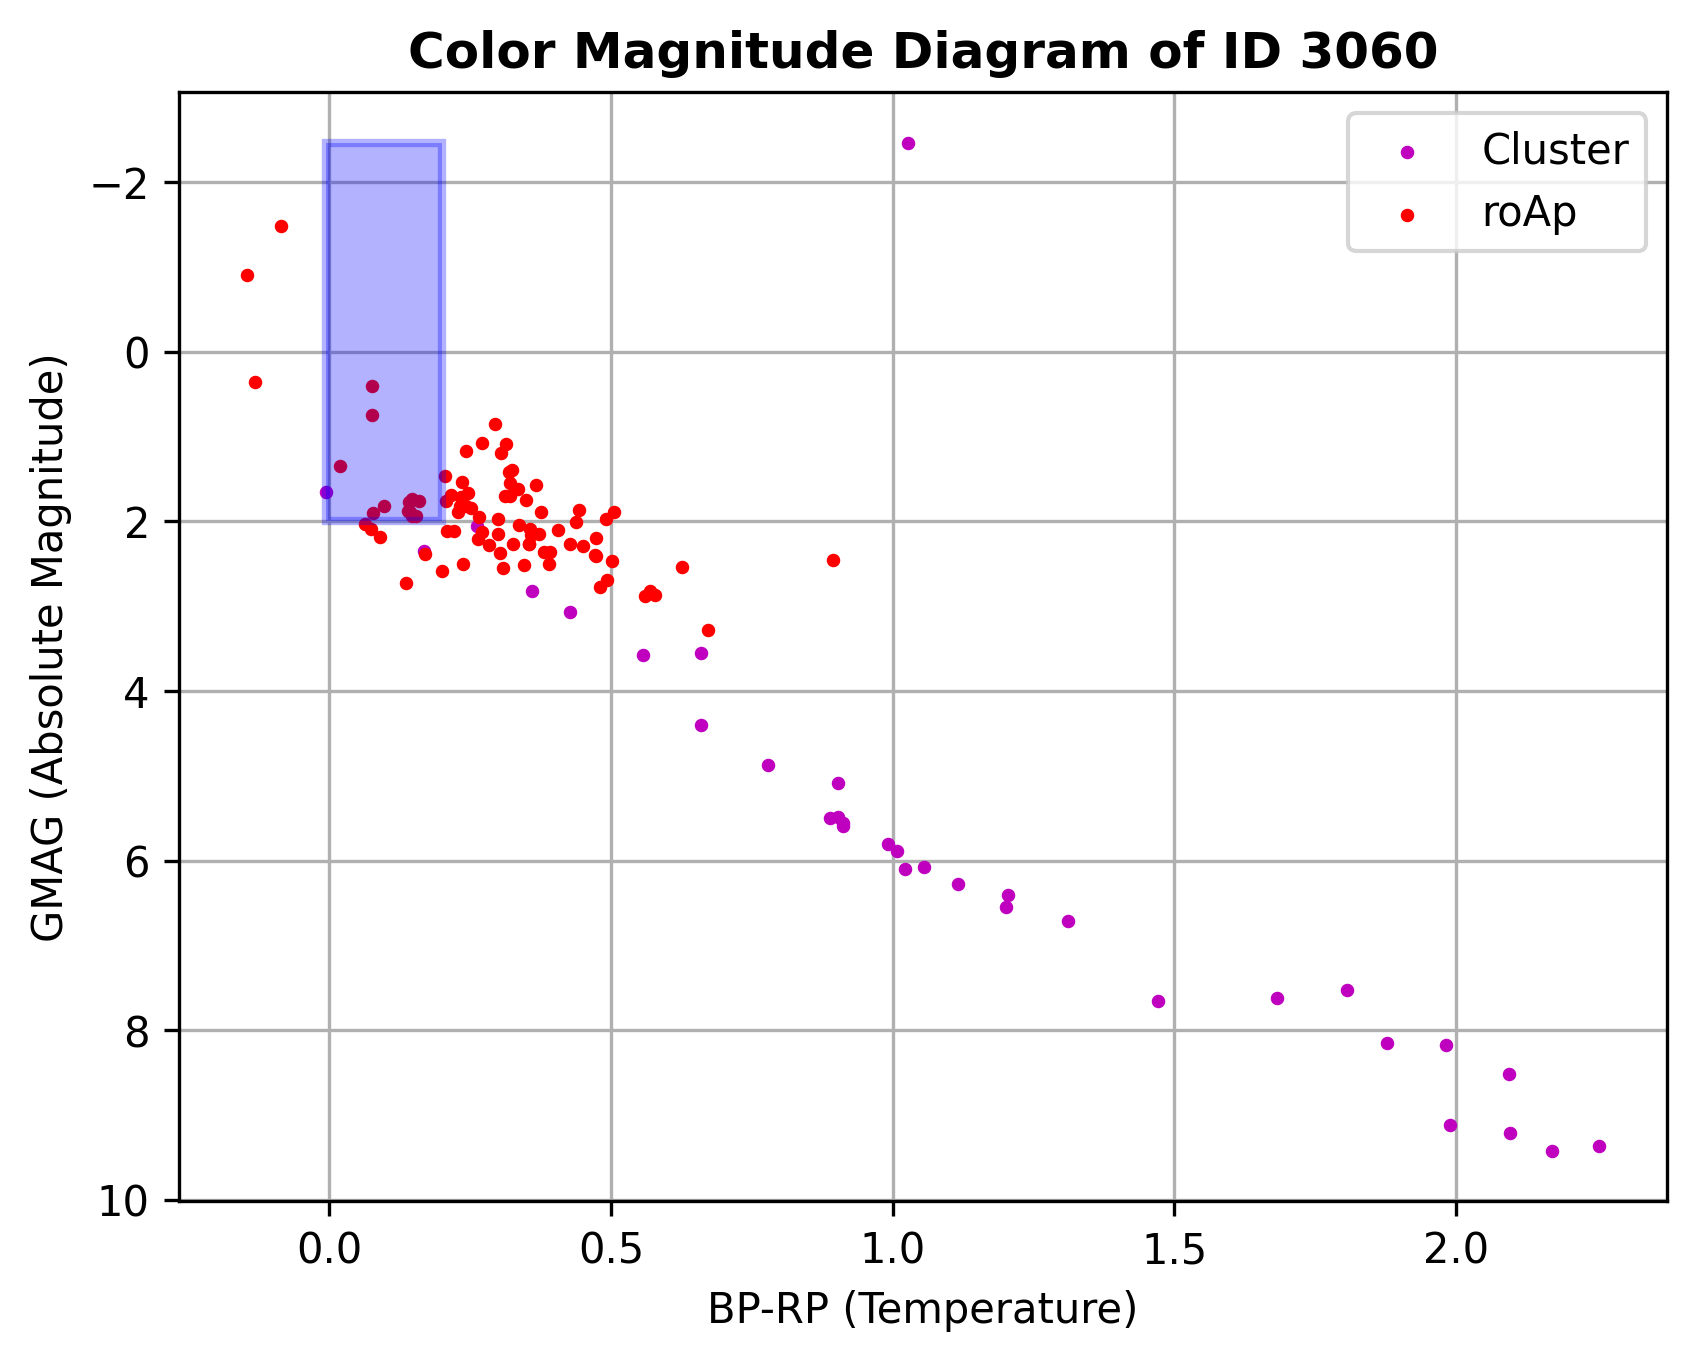 Color Magnitude Diagram of ID 3060
Cluster
roAp
−2
0
2
4
6
8
10
GMAG (Absolute Magnitude)
0.0 0.5 1.0 1.5 2.0
BP-RP (Temperature)